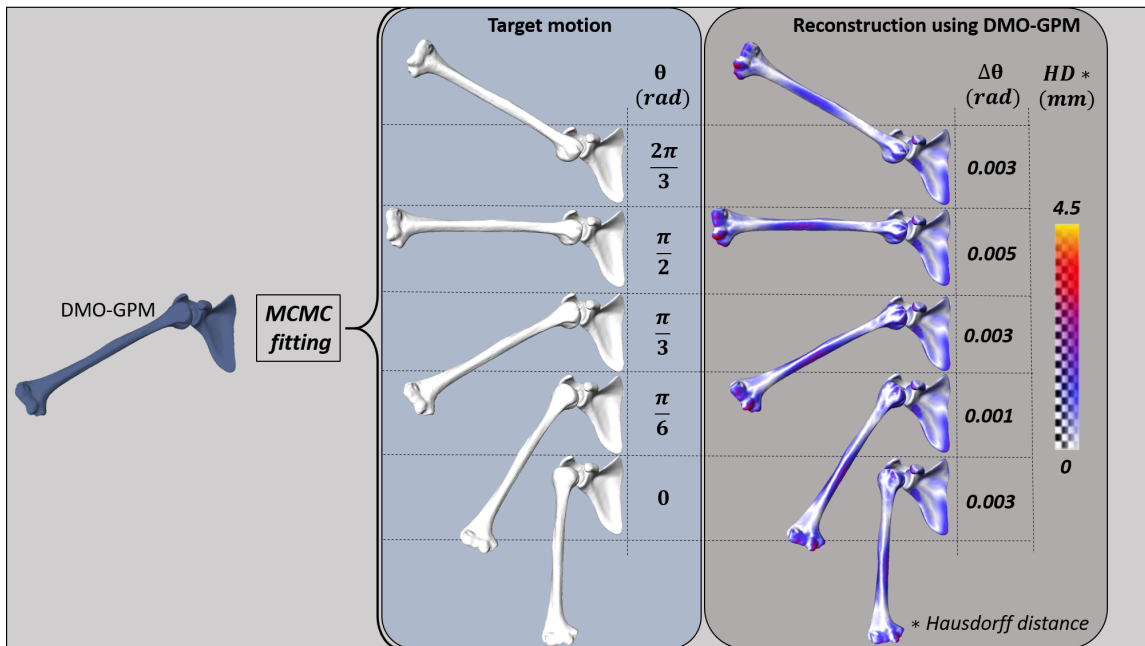 Target motion
Reconstruction using DMO-GPM
θ
(rad)
Δθ
(rad)
HD *
(mm)
2π
3
0.003
4.5
π
2
0.005
DMO-GPM
MCMC
fitting
π
3
0.003
π
6
0.001
0
0
0.003
* Hausdorff distance